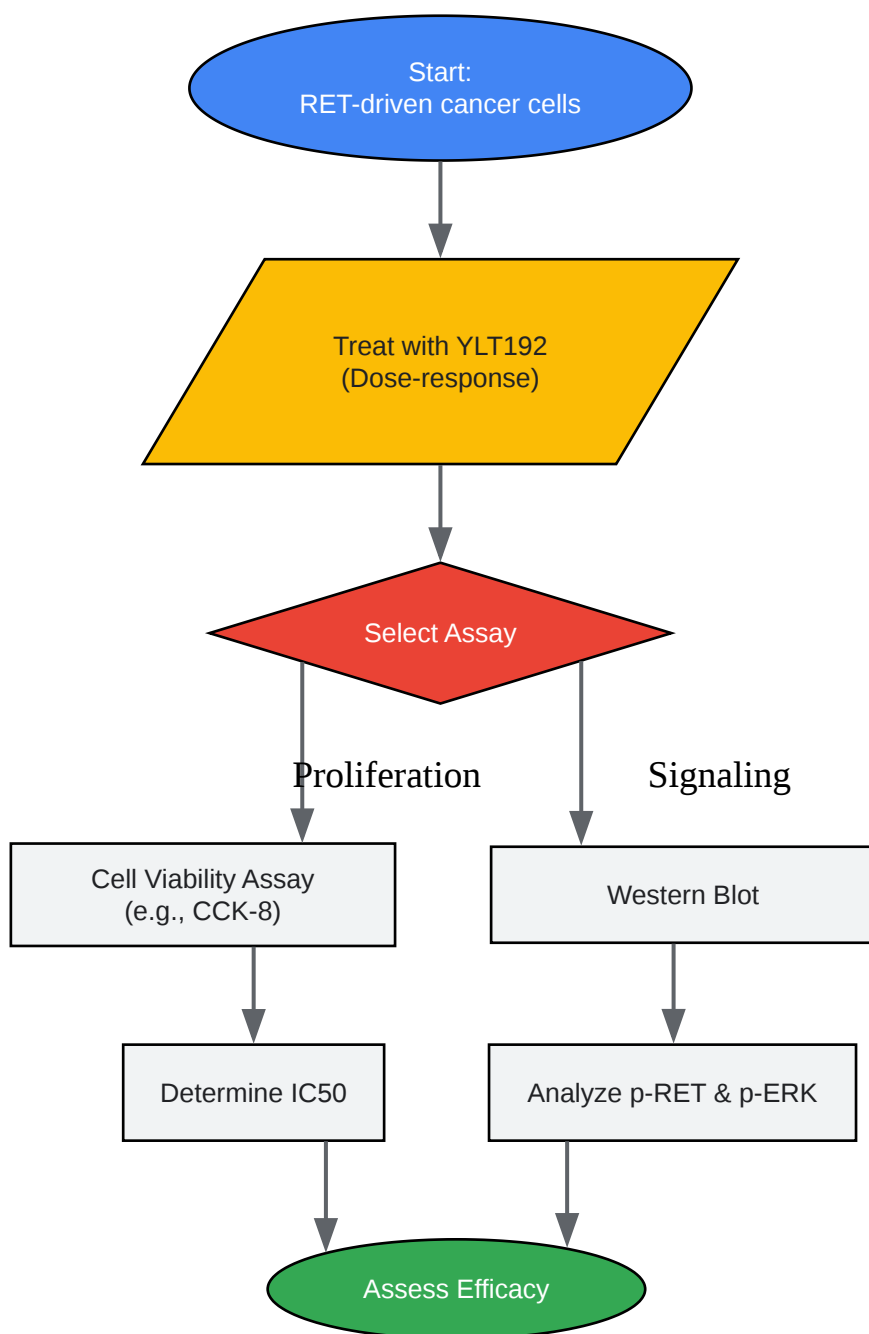 Start:
RET-driven cancer cells
Treat with YLT192
(Dose-response)
Select Assay
Proliferation
Signaling
Cell Viability Assay
(e.g., CCK-8)
Western Blot
Determine IC50
Analyze p-RET & p-ERK
Assess Efficacy